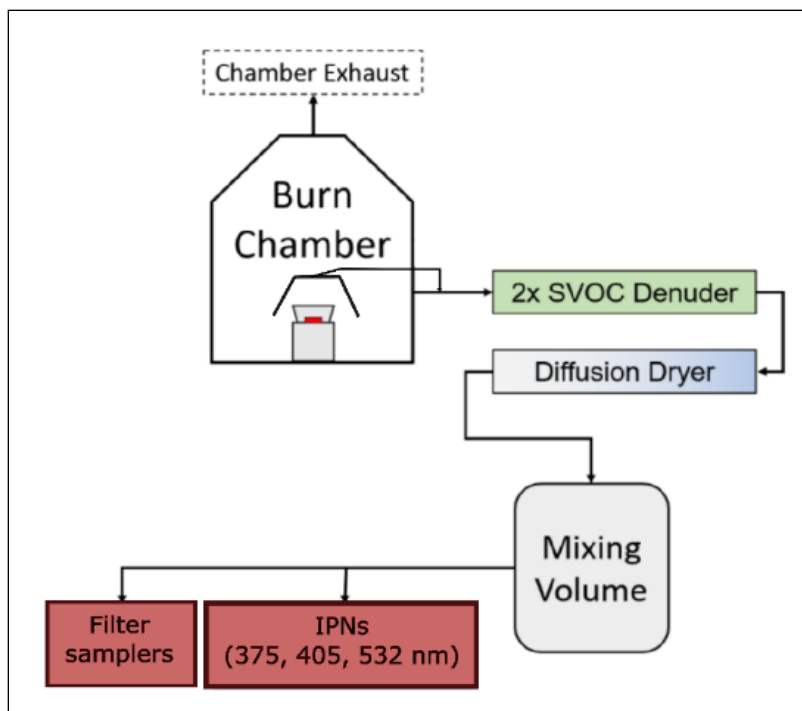 Chamber Exhaust
Burn
Chamber
2x SVOC Denuder
Diffusion Dryer
Mixing
Volume
Filter
samplers
IPNs
(375, 405, 532 nm)